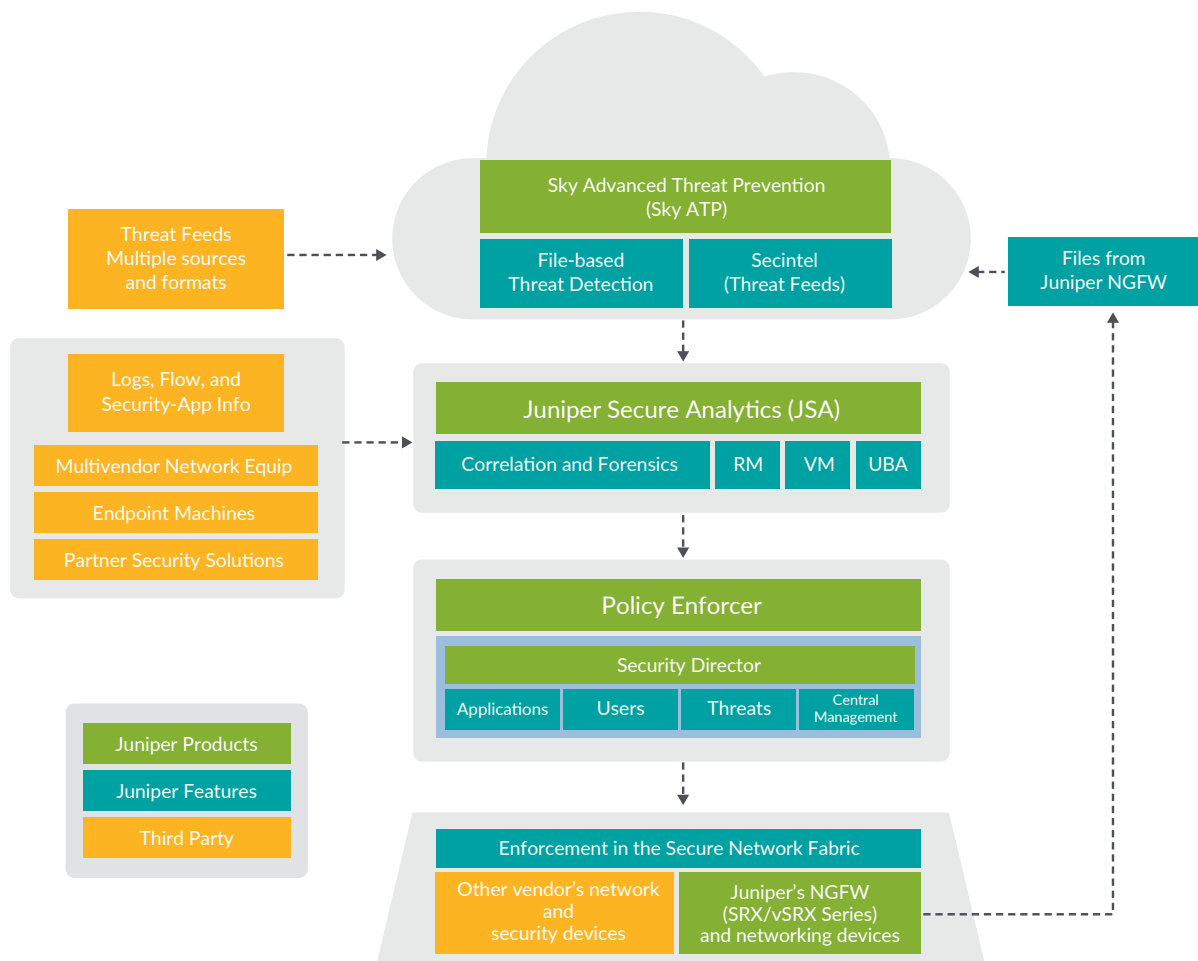 Sky Advanced Threat Prevention
(Sky ATP)
File-based
Threat Detection
Secintel
(Threat Feeds)
Threat Feeds
Multiple sources
and formats
Files from
Juniper NGFW
Logs, Flow, and
Security-App Info
Multivendor Network Equip
Endpoint Machines
Partner Security Solutions
Juniper Secure Analytics (JSA)
Correlation and Forensics
RM
VM
UBA
Policy Enforcer
Security Director
Applications
Users
Threats
Central
Management
Juniper Products
Juniper Features
Third Party
Enforcement in the Secure Network Fabric
Other vendor’s network
and
security devices
Juniper’s NGFW
(SRX/vSRX Series)
and networking devices